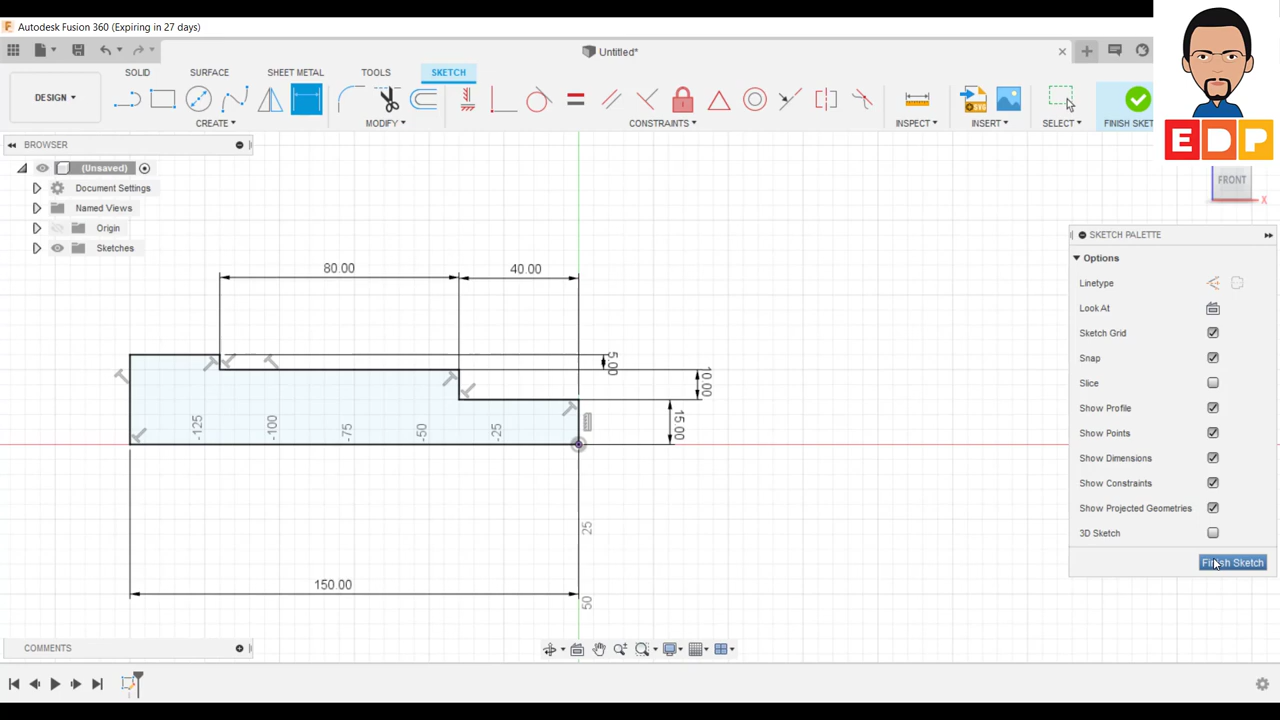 Autodesk Fusion 360 (Expiring in 27 days)
Untitled*
SOLID
SURFACE
SHEET METAL
TOOLS
SKETCH
DESIGN
CREATE
MODIFY
CONSTRAINTS
INSPECT
INSERT
SELECT
FINISH SKET
EDP
BROWSER
(Unsaved)
Document Settings
Named Views
Origin
Sketches
FRONT
X
SKETCH PALETTE
Options
Linetype
Look At
Sketch Grid
Snap
Slice
Show Profile
Show Points
Show Dimensions
Show Constraints
Show Projected Geometries
3D Sketch
Finish Sketch
80.00
40.00
5.00
10.00
15.00
-125
-100
-75
-50
-25
25
50
150.00
COMMENTS